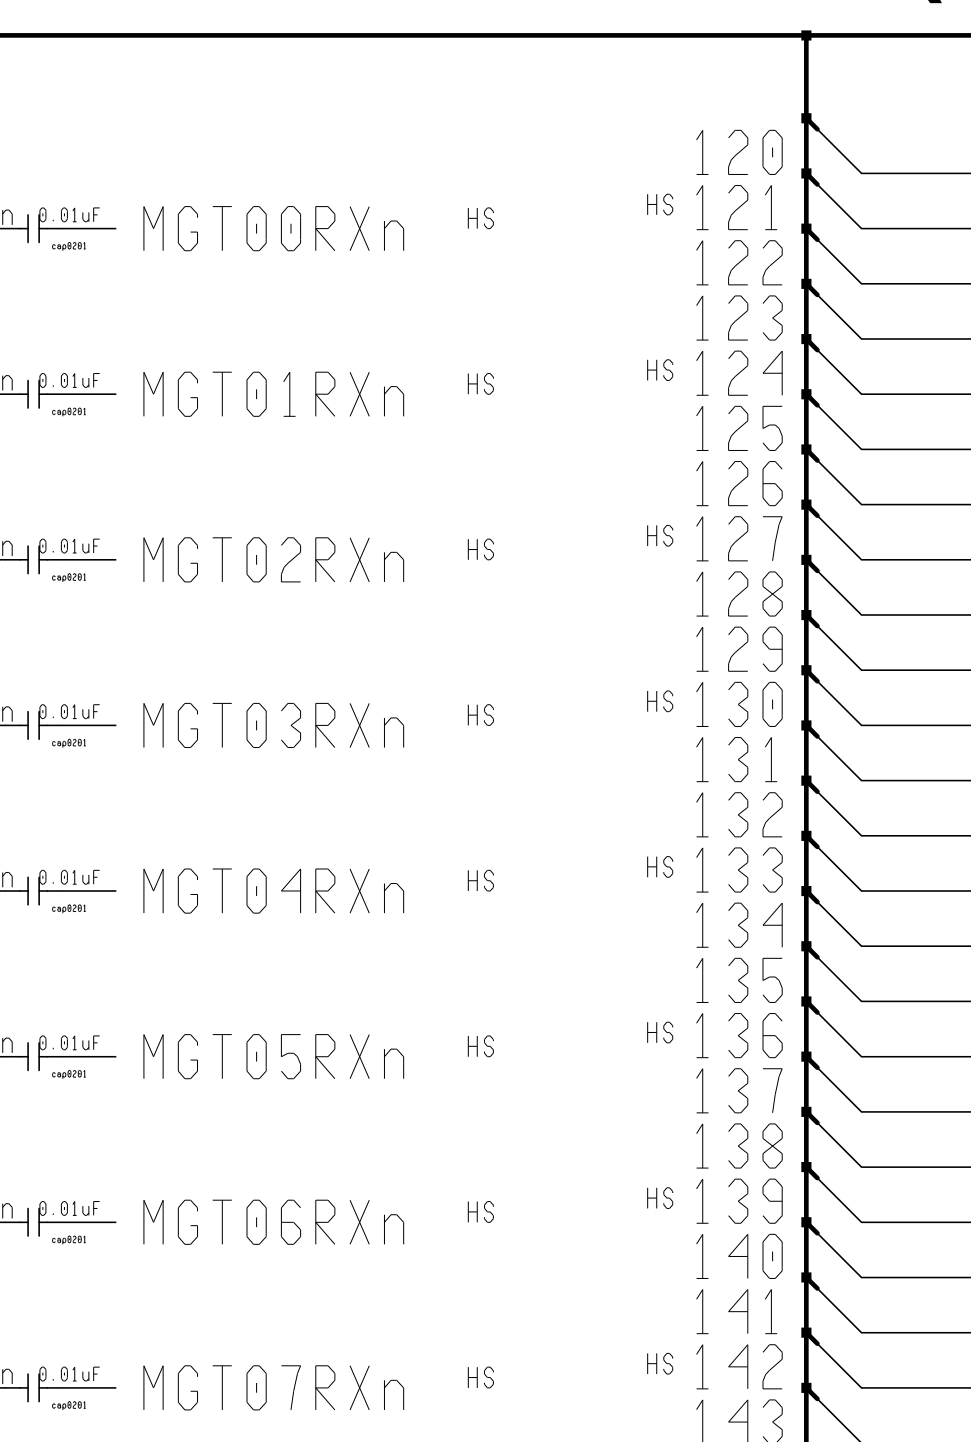 120
n 0.01uF cap0201 MGT00RXn HS HS 121
122
123
n 0.01uF cap0201 MGT01RXn HS HS 124
125
126
n 0.01uF cap0201 MGT02RXn HS HS 127
128
129
n 0.01uF cap0201 MGT03RXn HS HS 130
131
132
n 0.01uF cap0201 MGT04RXn HS HS 133
134
135
n 0.01uF cap0201 MGT05RXn HS HS 136
137
138
n 0.01uF cap0201 MGT06RXn HS HS 139
140
141
n 0.01uF cap0201 MGT07RXn HS HS 142
143